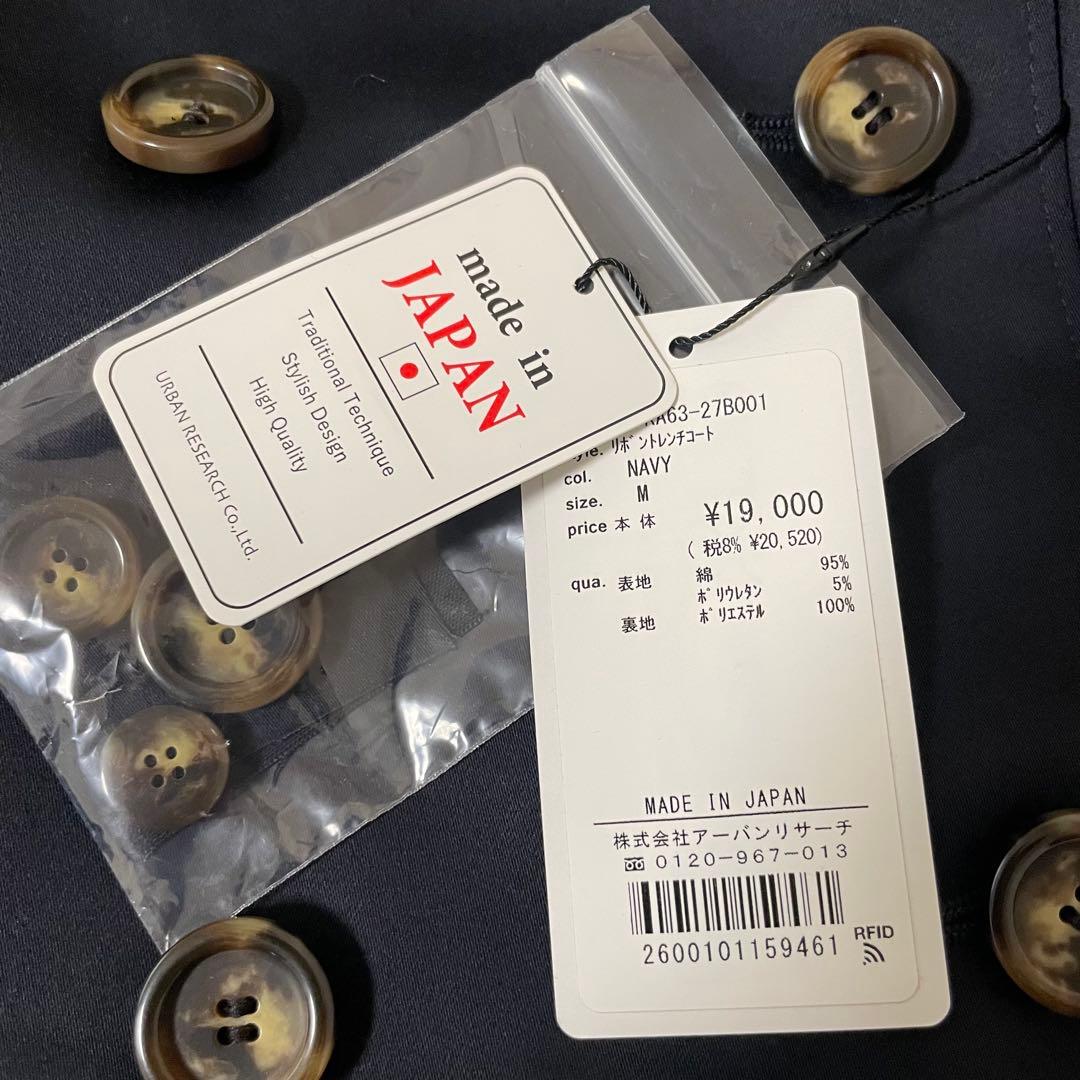 made in
JAPAN
Traditional Technique
Stylish Design
High Quality
URBAN RESEARCH Co.,Ltd.
A63-27B001
リボントレンチコート
col. NAVY
size. M
price 本体 ¥19,000
(税8% ¥20,520)
qua. 表地 綿 95%
ポリウレタン 5%
裏地 ポリエステル 100%
MADE IN JAPAN
株式会社アーバンリサーチ
0120-967-013
2600101159461
RFID